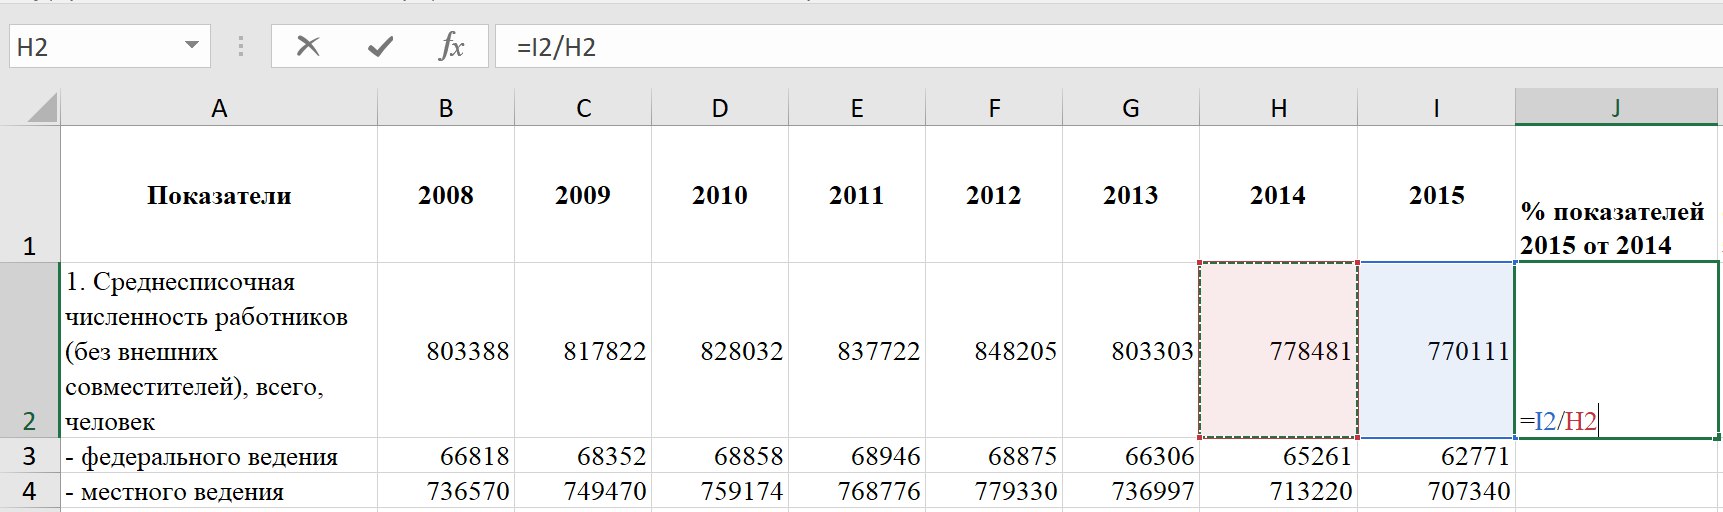 H2 fx =I2/H2
A B C D E F G H I J
1 Показатели 2008 2009 2010 2011 2012 2013 2014 2015 % показателей
2015 от 2014
1. Среднесписочная
численность работников
(без внешних
совместителей), всего,
человек
2 803388 817822 828032 837722 848205 803303 778481 770111 =I2/H2
3 - федерального ведения 66818 68352 68858 68946 68875 66306 65261 62771
4 - местного ведения 736570 749470 759174 768776 779330 736997 713220 707340